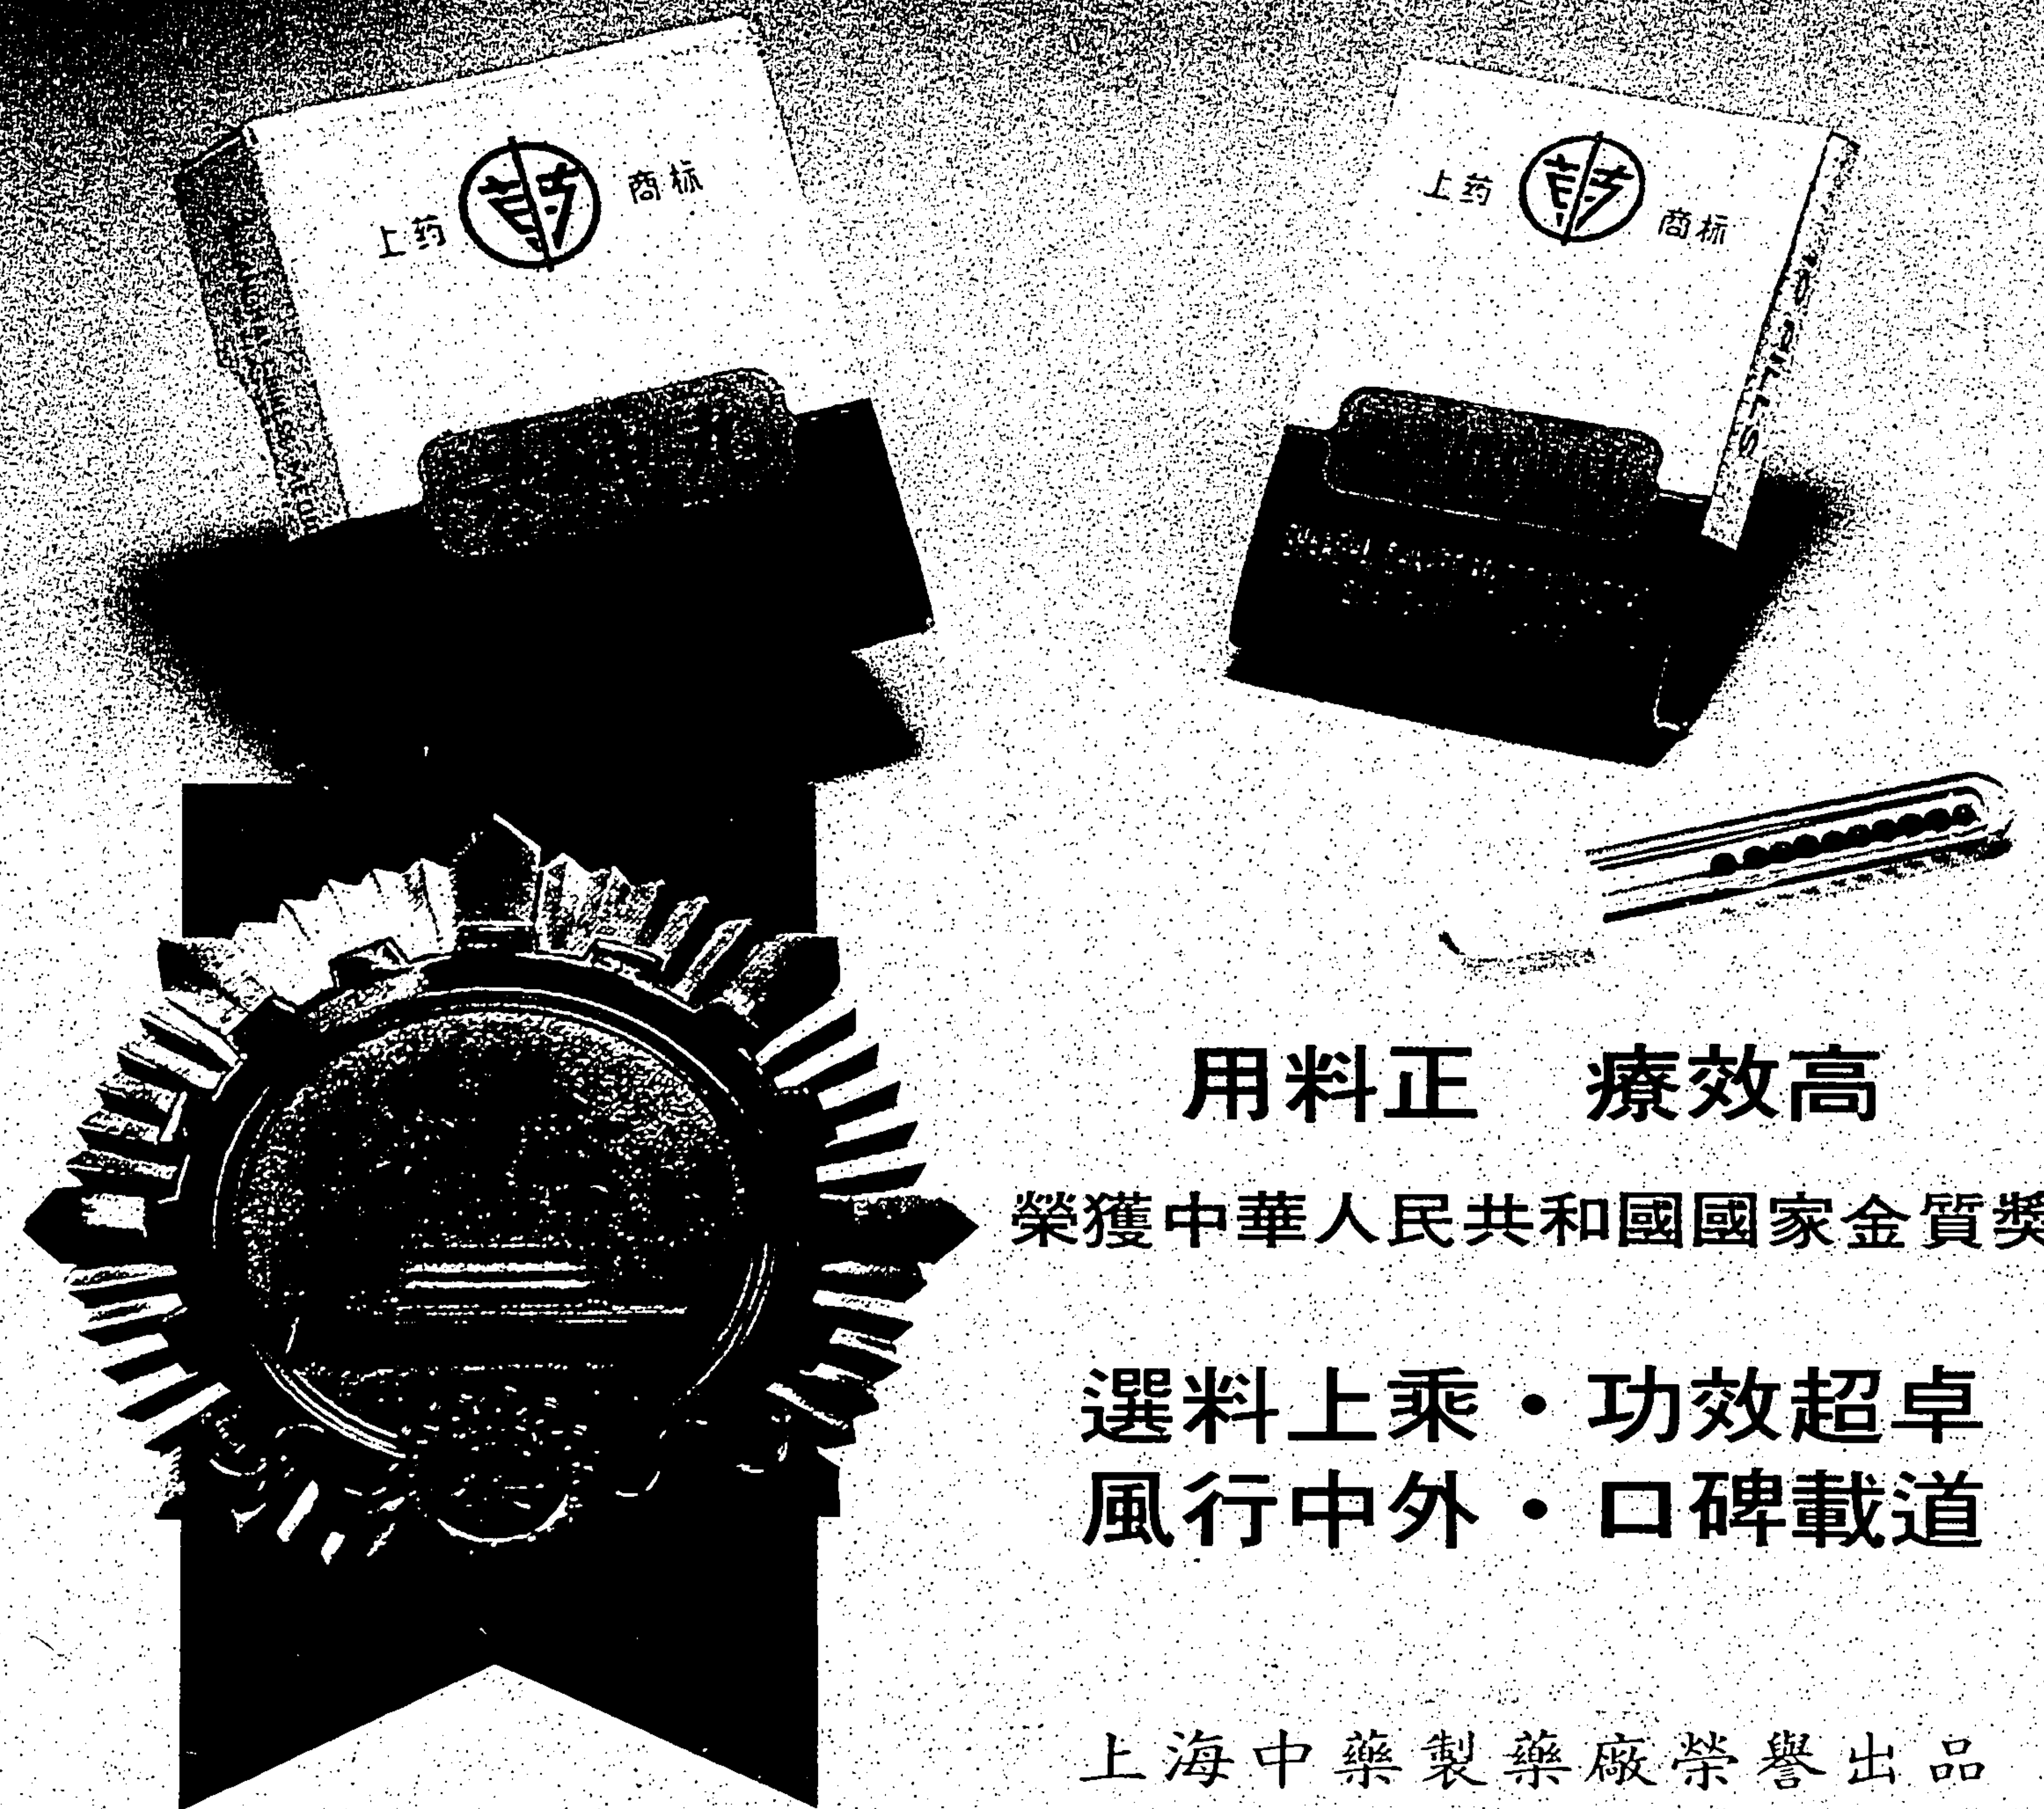 上药 商标
上药 商标
用料正 療效高
榮獲中華人民共和國國家金質獎
選料上乘・功效超卓
風行中外・口碑載道
上海中藥製藥廠榮譽出品